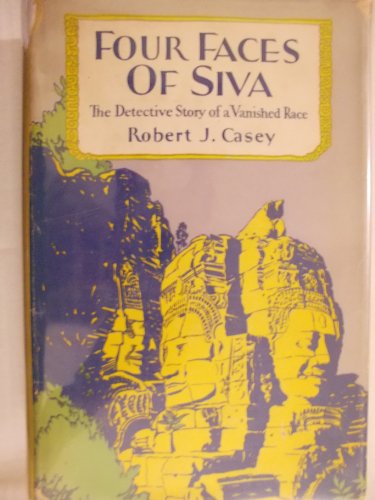 FOUR FACES
OF SIVA
The Detective Story of a Vanished Race
Robert J. Casey